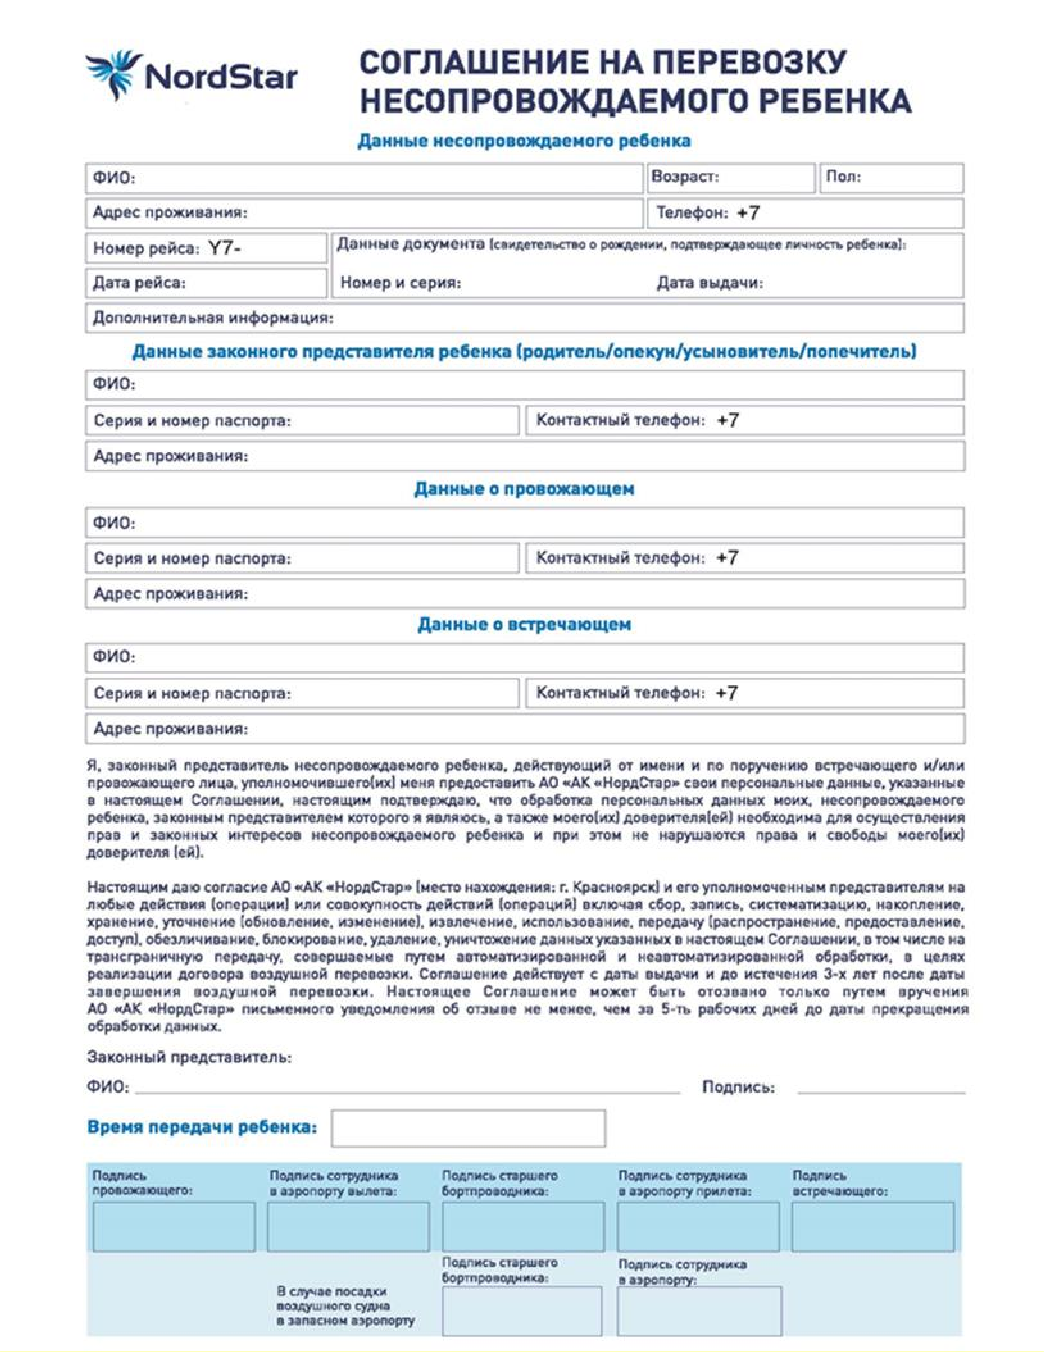 NordStar
СОГЛАШЕНИЕ НА ПЕРЕВОЗКУ
НЕСОПРОВОЖДАЕМОГО РЕБЕНКА
Данные несопровождаемого ребенка
ФИО: Возраст: Пол:
Адрес проживания: Телефон: +7
Номер рейса: Y7- Данные документа (свидетельство о рождении, подтверждающее личность ребенка):
Дата рейса: Номер и серия: Дата выдачи:
Дополнительная информация:
Данные законного представителя ребенка (родитель/опекун/усыновитель/попечитель)
ФИО:
Серия и номер паспорта: Контактный телефон: +7
Адрес проживания:
Данные о провожающем
ФИО:
Серия и номер паспорта: Контактный телефон: +7
Адрес проживания:
Данные о встречающем
ФИО:
Серия и номер паспорта: Контактный телефон: +7
Адрес проживания:
Я, законный представитель несопровождаемого ребенка, действующий от имени и по поручению встречающего и/или
провожающего лица, уполномочившего(их) меня предоставить АО «АК «НордСтар» свои персональные данные, указанные
в настоящем Соглашении, настоящим подтверждаю, что обработка персональных данных моих, несопровождаемого
ребенка, законным представителем которого я являюсь, а также моего(их) доверителя(ей) необходима для осуществления
прав и законных интересов несопровождаемого ребенка и при этом не нарушаются права и свободы моего(их)
доверителя (ей).
Настоящим даю согласие АО «АК «НордСтар» (место нахождения: г. Красноярск) и его уполномоченным представителям на
любые действия (операции) или совокупность действий (операций) включая сбор, запись, систематизацию, накопление,
хранение, уточнение (обновление, изменение), извлечение, использование, передачу (распространение, предоставление,
доступ), обезличивание, блокирование, удаление, уничтожение данных указанных в настоящем Соглашении, в том числе на
трансграничную передачу, совершаемые путем автоматизированной и неавтоматизированной обработки, в целях
реализации договора воздушной перевозки. Соглашение действует с даты выдачи и до истечения 3-х лет после даты
завершения воздушной перевозки. Настоящее Соглашение может быть отозвано только путем вручения
АО «АК «НордСтар» письменного уведомления об отзыве не менее, чем за 5-ть рабочих дней до даты прекращения
обработки данных.
Законный представитель:
ФИО: Подпись:
Время передачи ребенка:
Подпись
провожающего:
Подпись сотрудника
в аэропорту вылета:
Подпись старшего
бортпроводника:
Подпись сотрудника
в аэропорту прилета:
Подпись
встречающего:
В случае посадки
воздушного судна
в запасном аэропорту
Подпись старшего
бортпроводника:
Подпись сотрудника
в аэропорту: